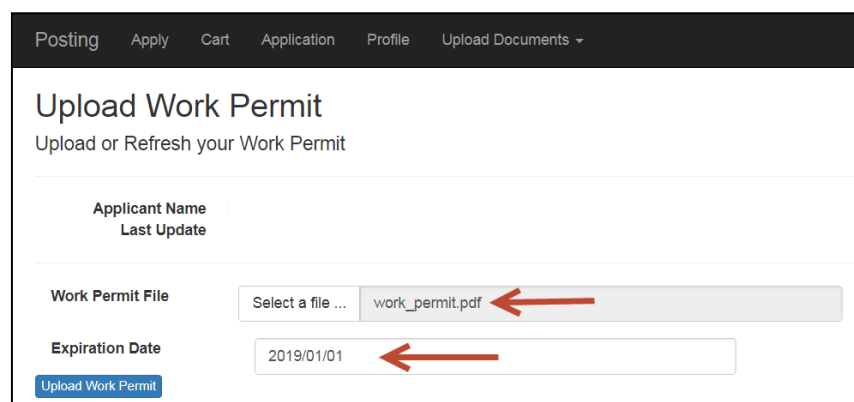 Posting Apply Cart Application Profile Upload Documents
Upload Work Permit
Upload or Refresh your Work Permit
Applicant Name
Last Update
Work Permit File Select a file ... work_permit.pdf
Expiration Date 2019/01/01
Upload Work Permit